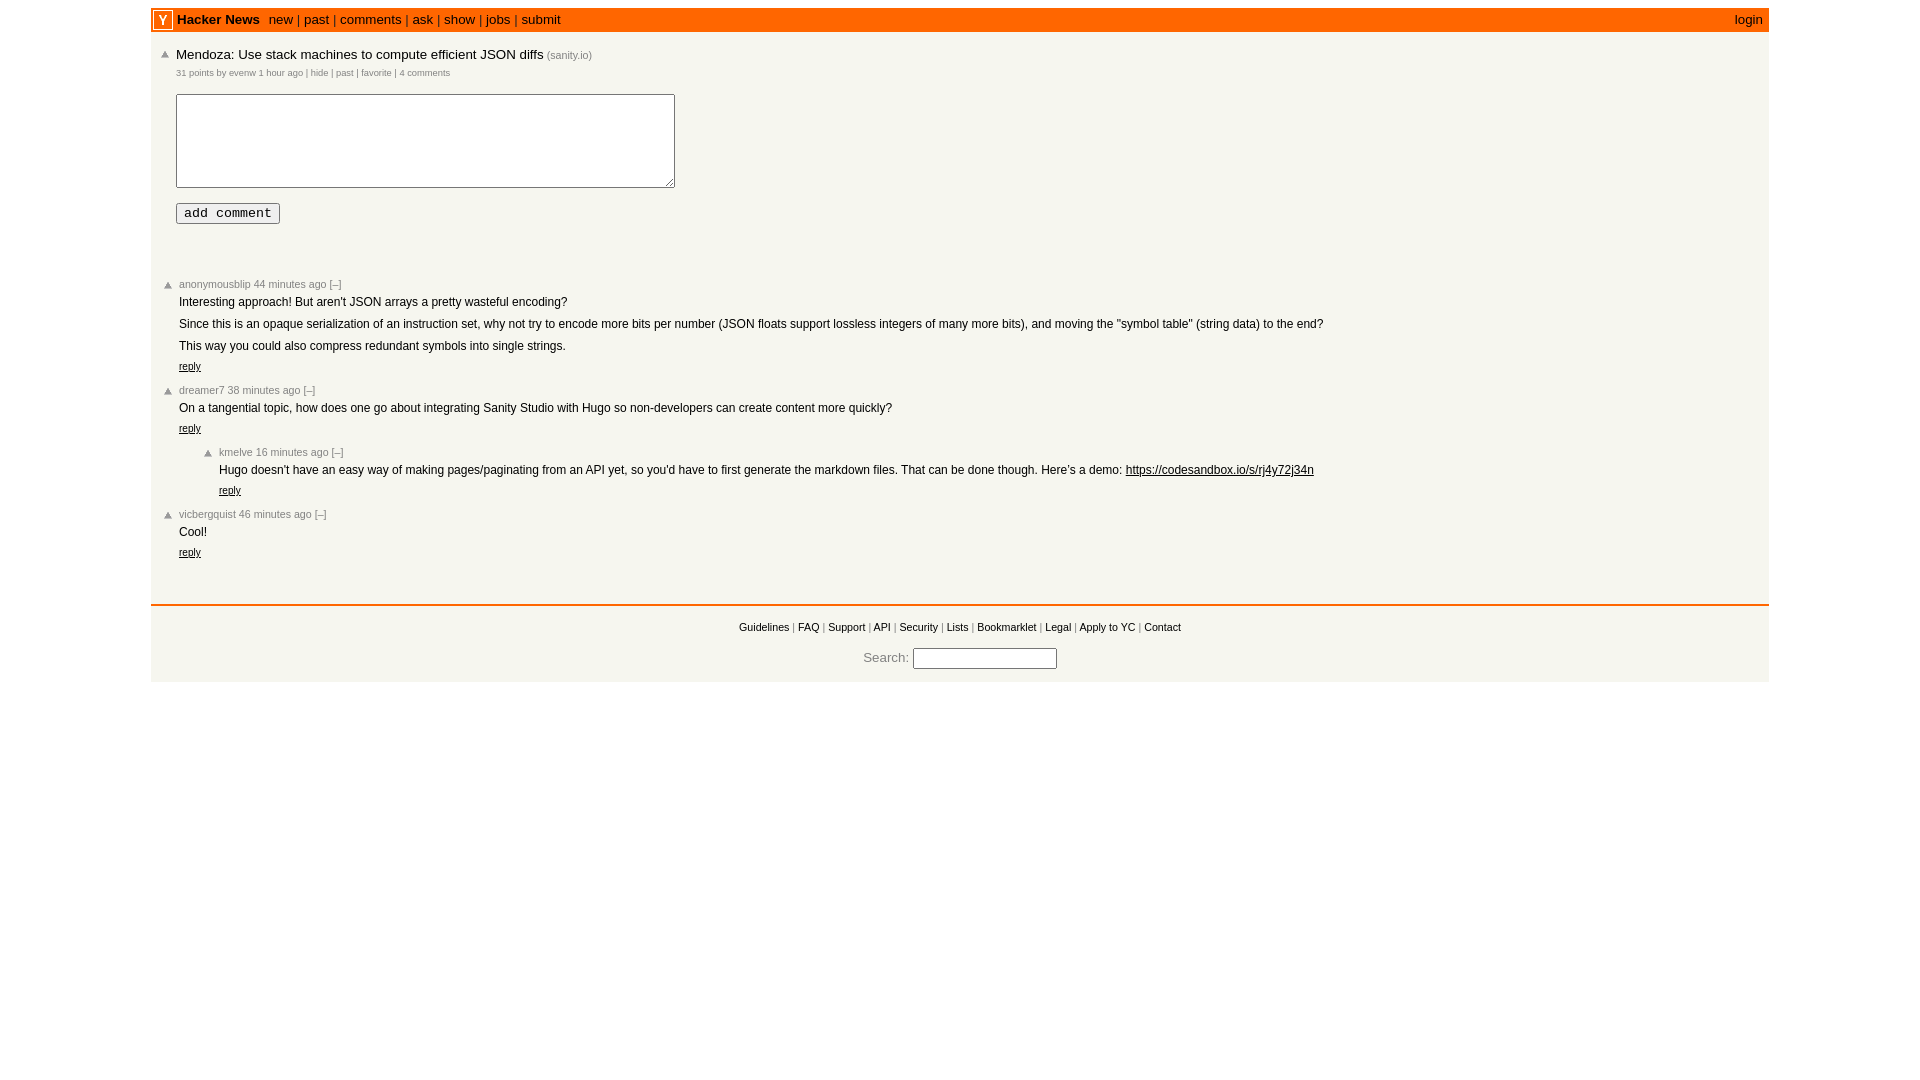 Y Hacker News new | past | comments | ask | show | jobs | submit login
Mendoza: Use stack machines to compute efficient JSON diffs (sanity.io)
31 points by evenw 1 hour ago | hide | past | favorite | 4 comments
add comment
anonymousblip 44 minutes ago [–]
Interesting approach! But aren't JSON arrays a pretty wasteful encoding?
Since this is an opaque serialization of an instruction set, why not try to encode more bits per number (JSON floats support lossless integers of many more bits), and moving the "symbol table" (string data) to the end?
This way you could also compress redundant symbols into single strings.
reply
dreamer7 38 minutes ago [–]
On a tangential topic, how does one go about integrating Sanity Studio with Hugo so non-developers can create content more quickly?
reply
kmelve 16 minutes ago [–]
Hugo doesn't have an easy way of making pages/paginating from an API yet, so you'd have to first generate the markdown files. That can be done though. Here’s a demo: https://codesandbox.io/s/rj4y72j34n
reply
vicbergquist 46 minutes ago [–]
Cool!
reply
Guidelines | FAQ | Support | API | Security | Lists | Bookmarklet | Legal | Apply to YC | Contact
Search: